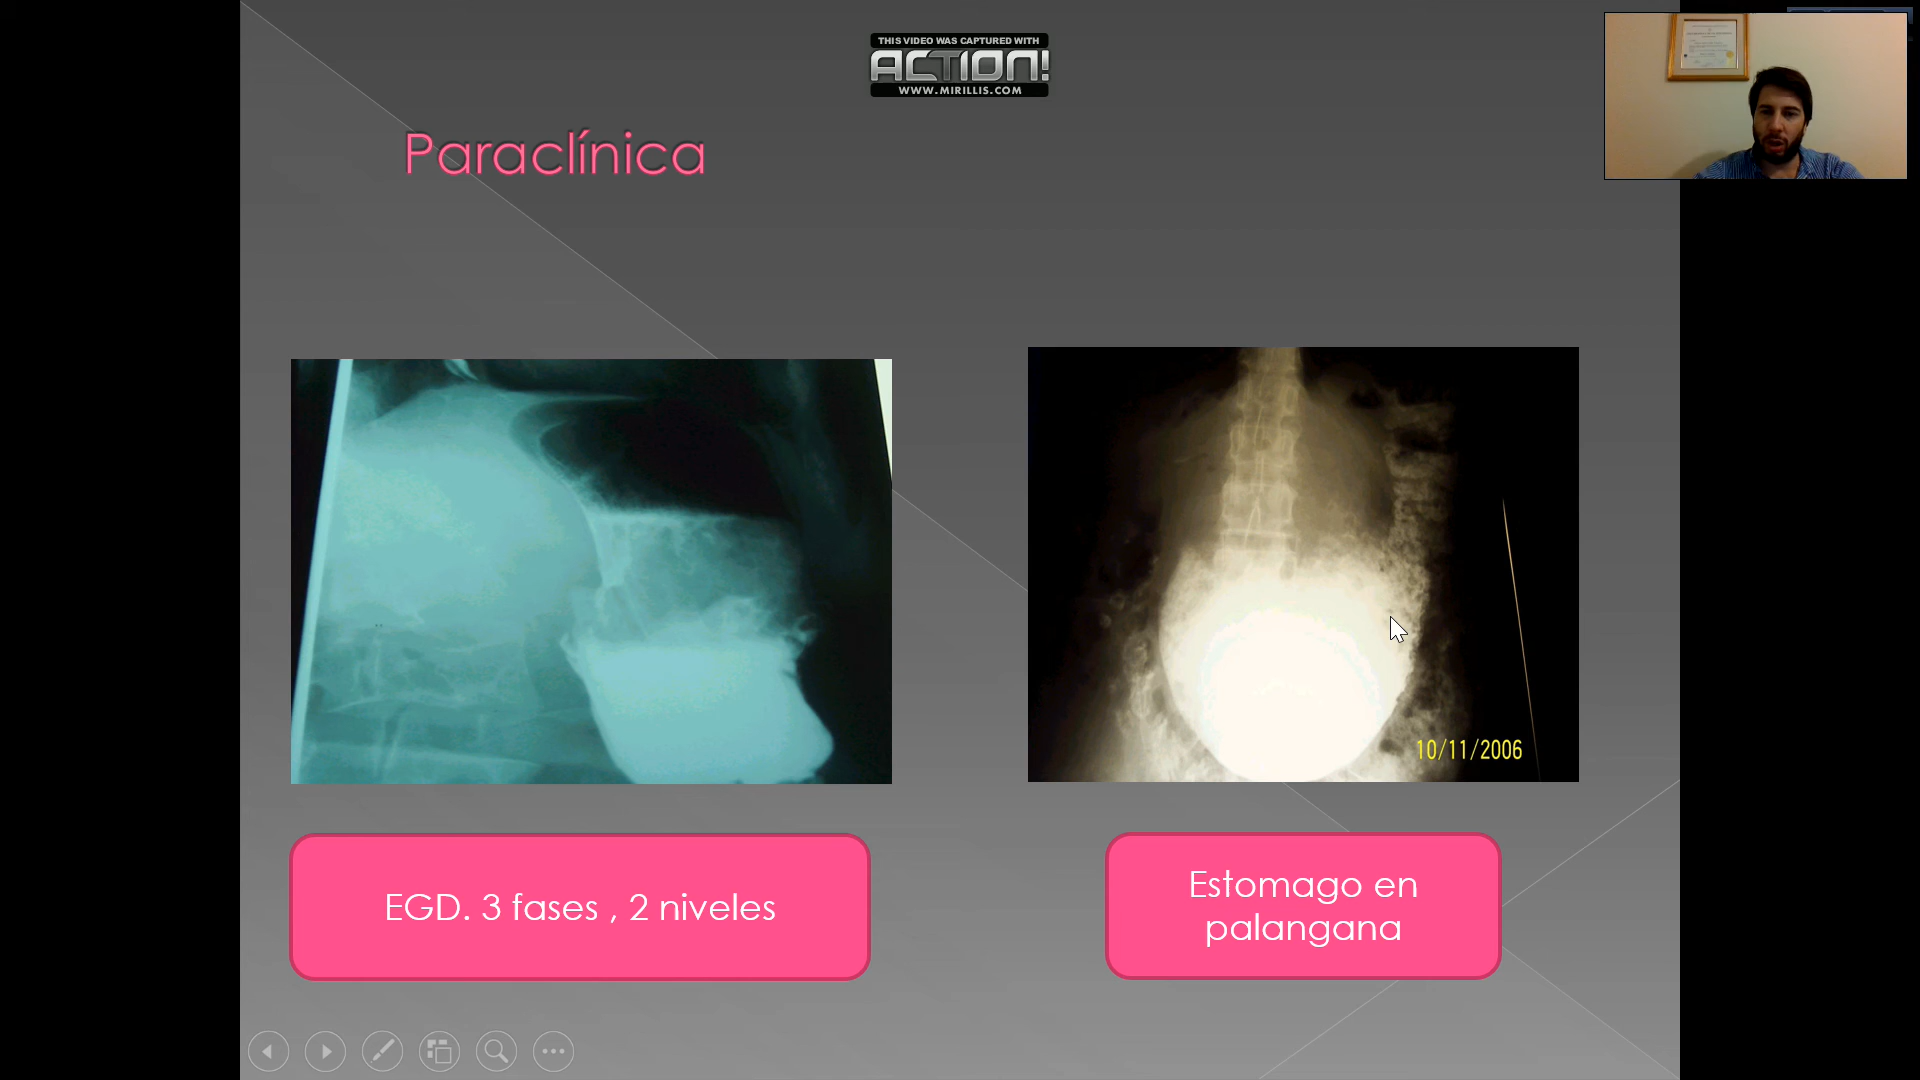 THIS VIDEO WAS CAPTURED WITH
ACTION!
WWW.MIRILLIS.COM
Paraclínica
10/11/2006
EGD. 3 fases , 2 niveles
Estomago en
palangana